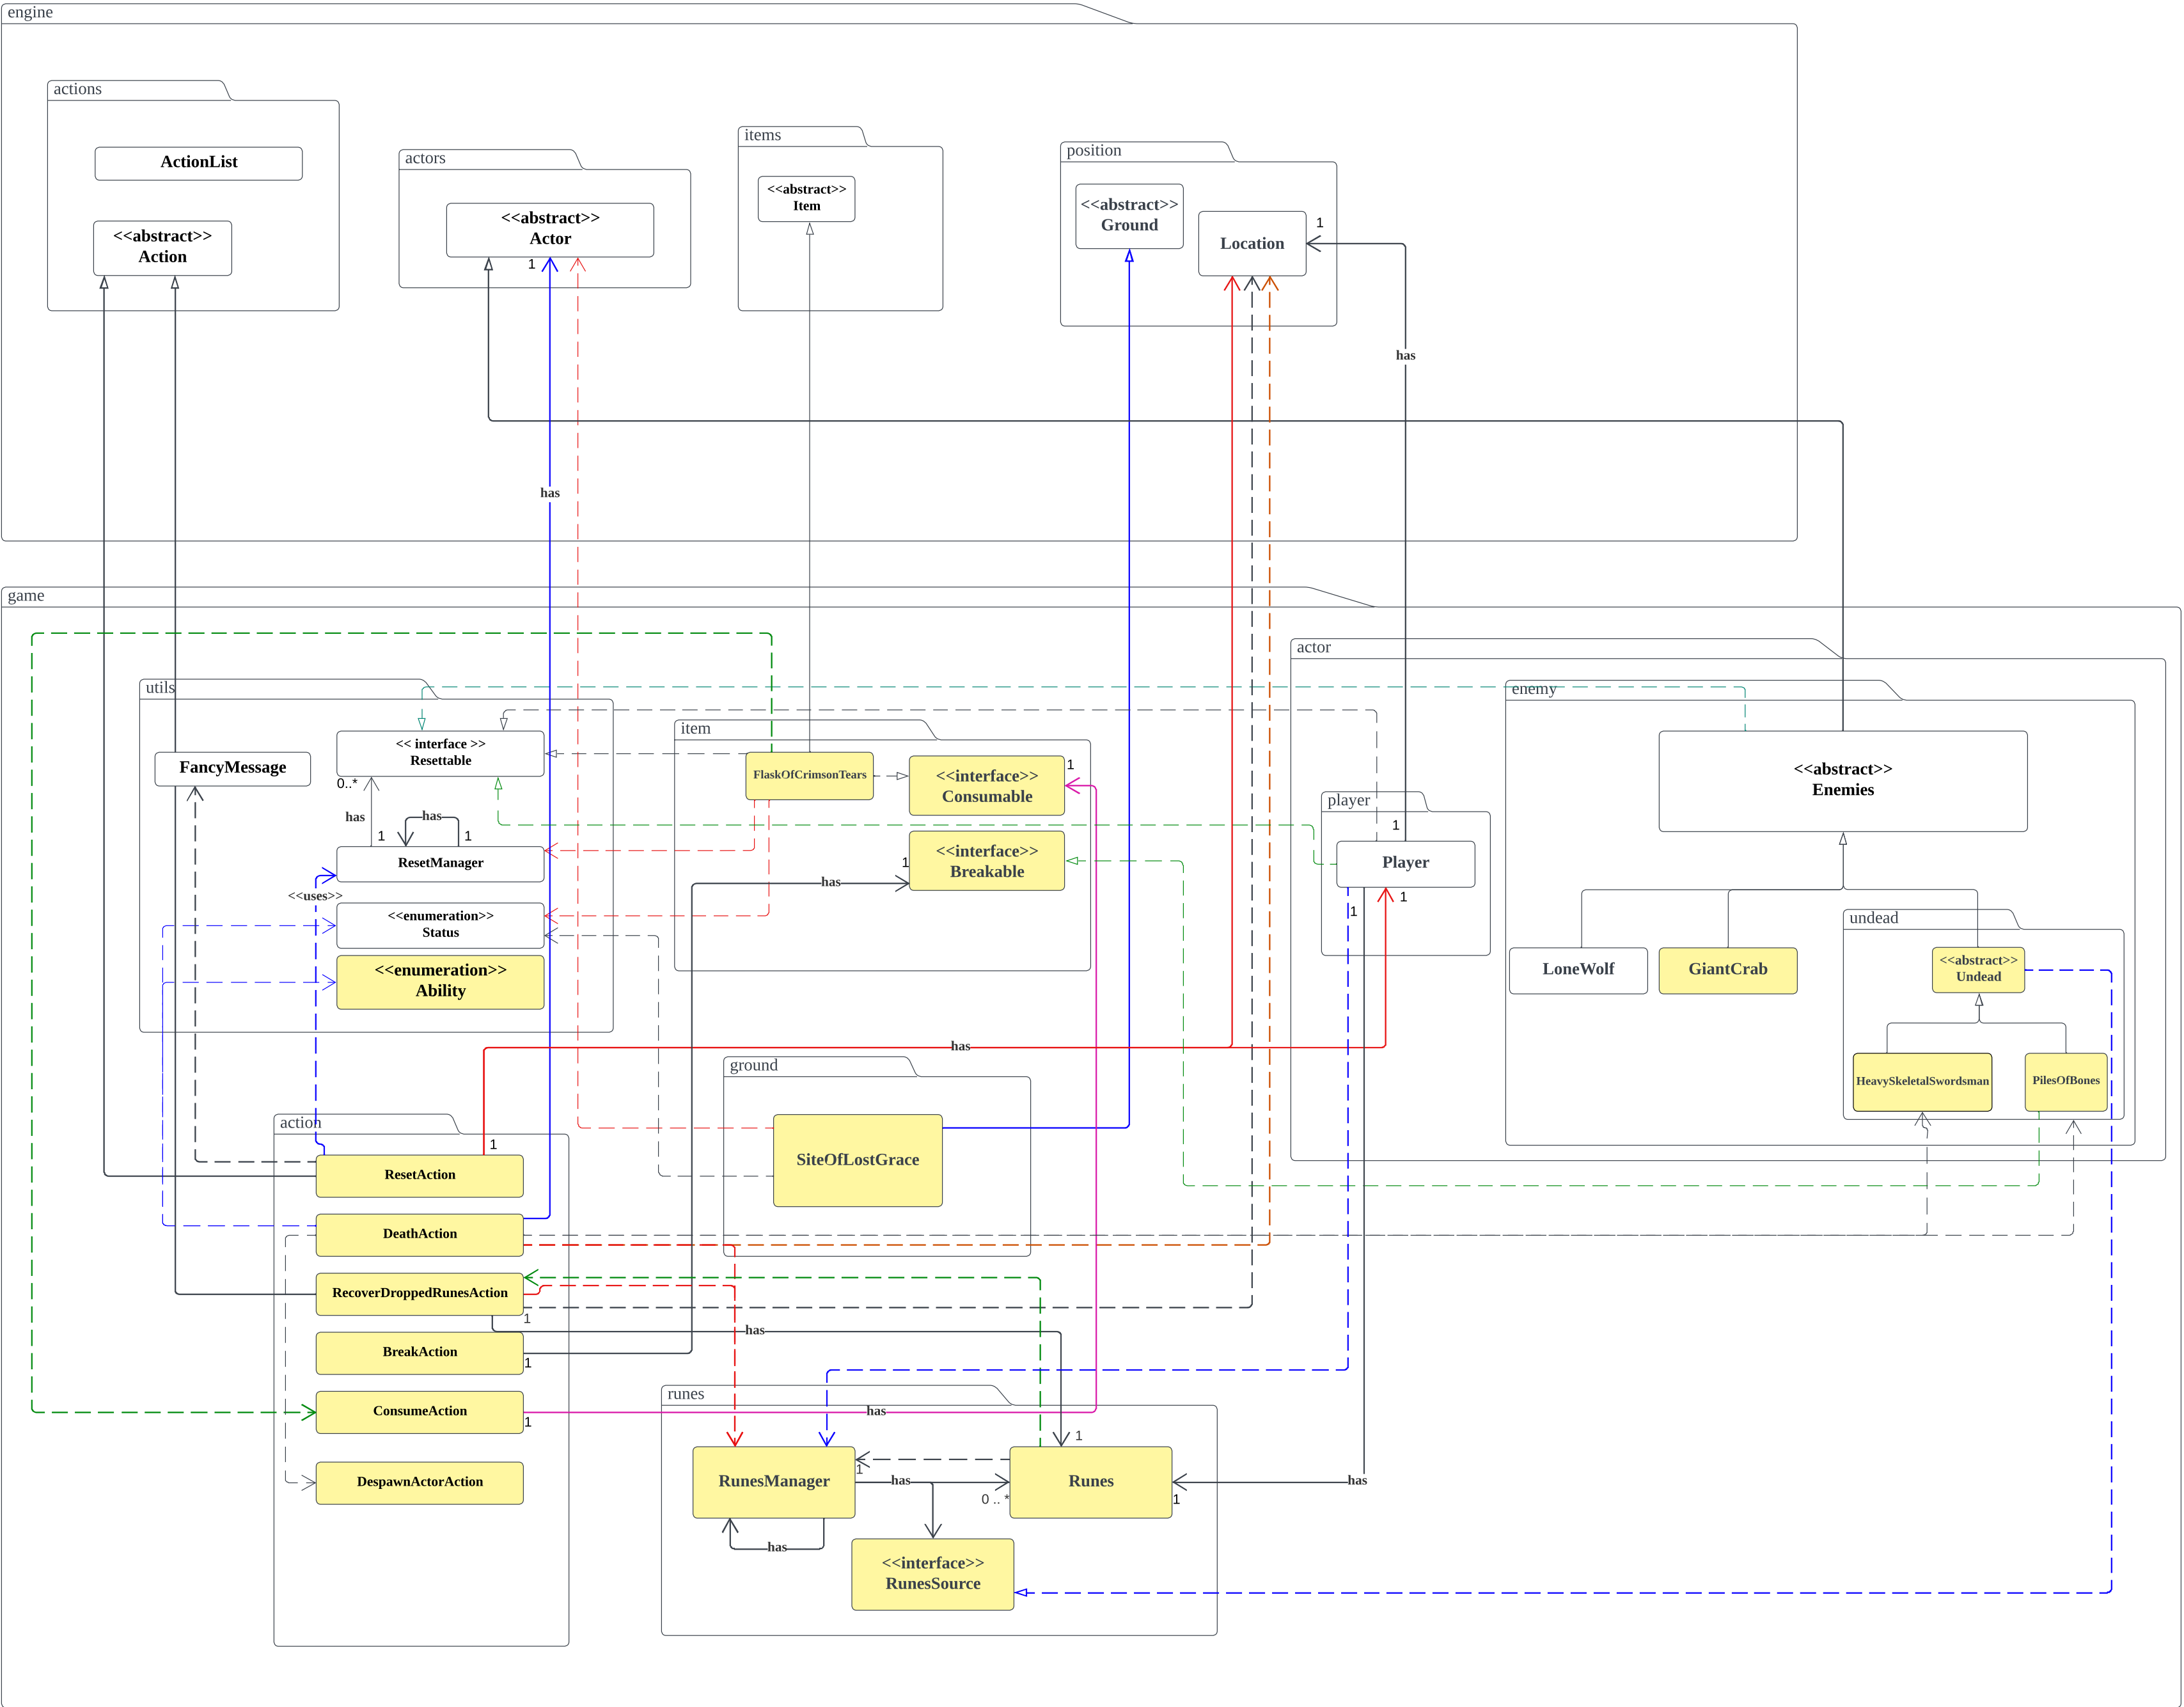 engine
actions
ActionList
<<abstract>>
Action
actors
<<abstract>>
Actor
1
items
<<abstract>>
Item
position
<<abstract>>
Ground
Location
1
has
has
game
utils
FancyMessage
<< interface >>
Resettable
0..*
has
1
has
1
ResetManager
<<uses>>
<<enumeration>>
Status
<<enumeration>>
Ability
item
FlaskOfCrimsonTears
<<interface>>
Consumable
1
<<interface>>
Breakable
1
has
actor
player
1
Player
1
1
enemy
<<abstract>>
Enemies
LoneWolf
GiantCrab
undead
<<abstract>>
Undead
HeavySkeletalSwordsman
PilesOfBones
has
ground
SiteOfLostGrace
action
1
ResetAction
DeathAction
RecoverDroppedRunesAction
1
has
BreakAction
1
ConsumeAction
1
has
DespawnActorAction
runes
RunesManager
1
has
has
1
Runes
0 .. *
1
has
<<interface>>
RunesSource